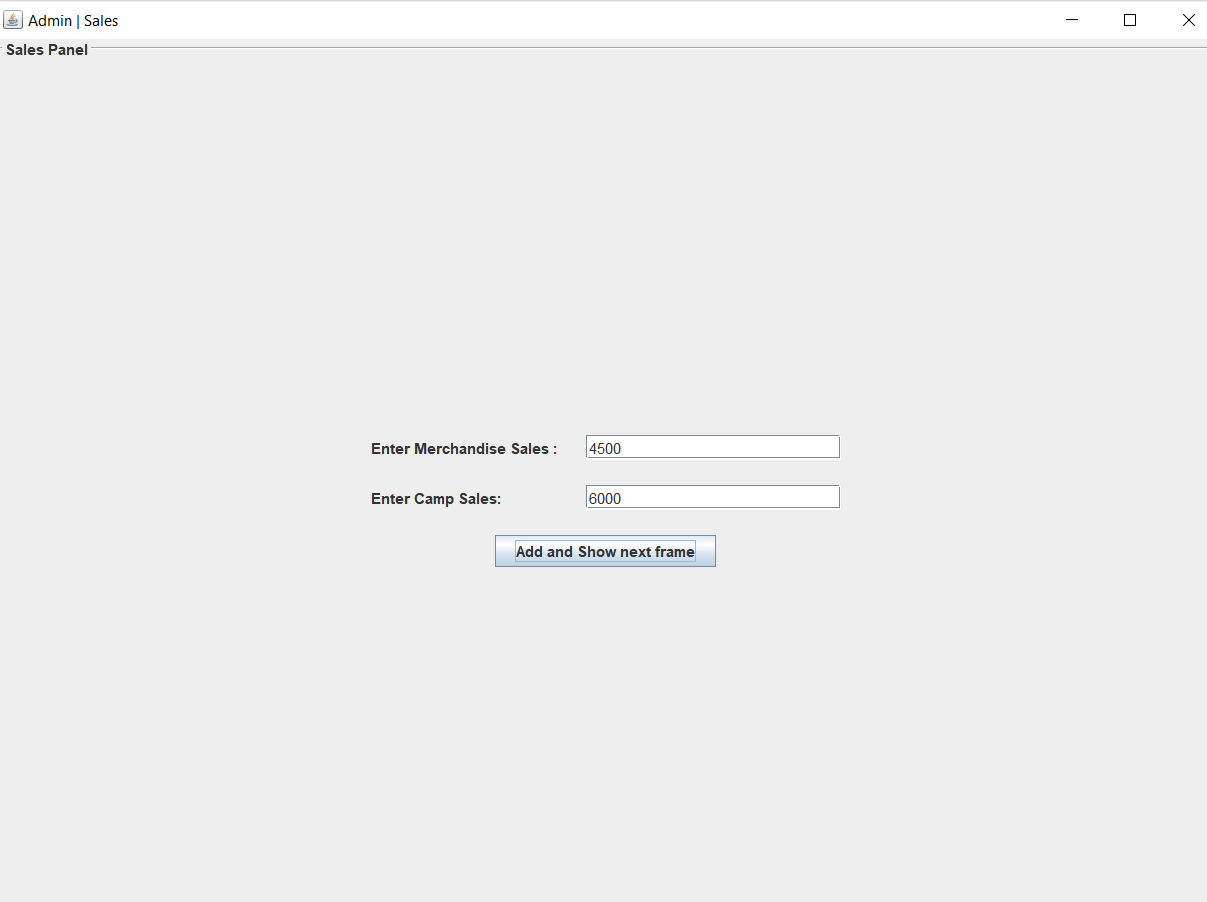 Admin | Sales
Sales Panel
Enter Merchandise Sales : 4500
Enter Camp Sales: 6000
Add and Show next frame